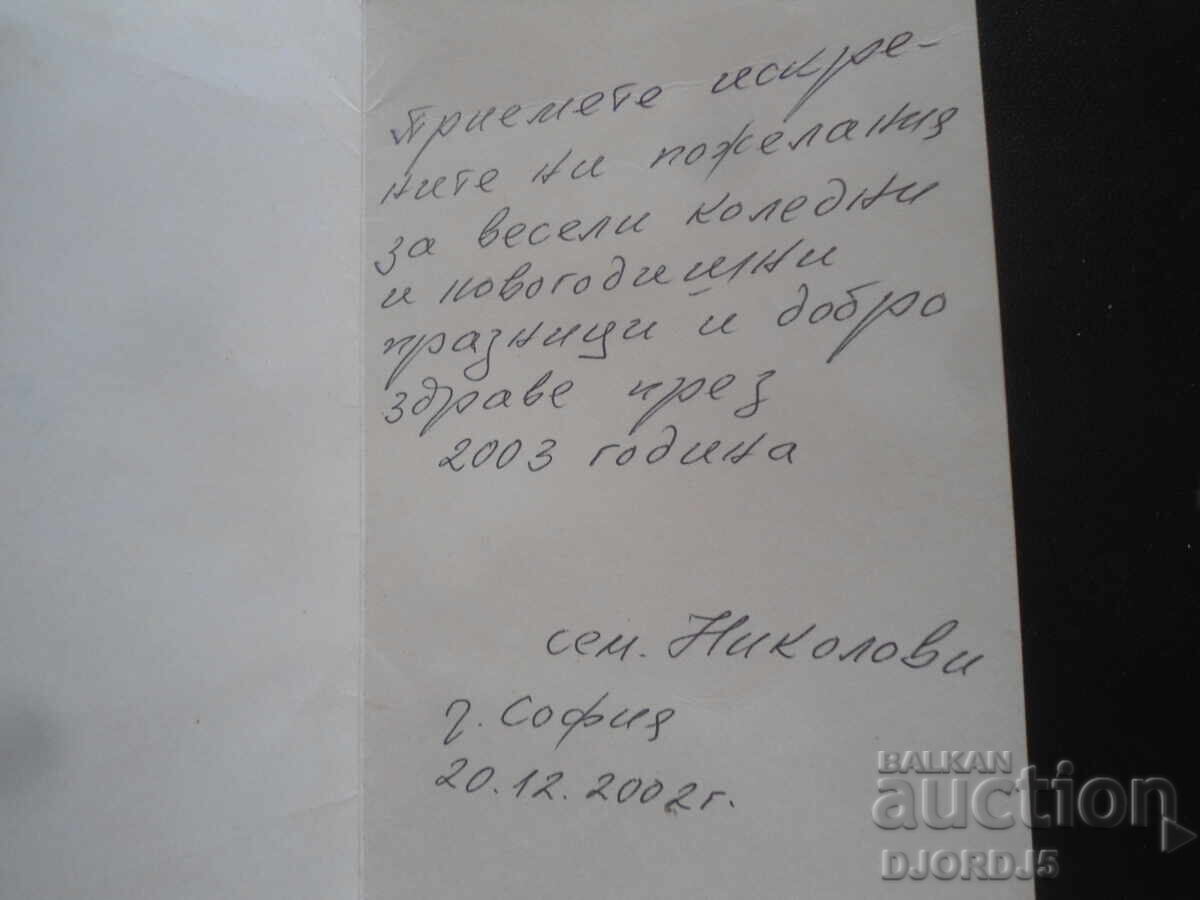 Приемете искре-
ните ни пожелания
за весели коледни
и новогодишни
празници и добро
здраве през
2003 година
сем. Николови
г. София
20.12.2002г.
BALKAN
auction
DJORDJ5